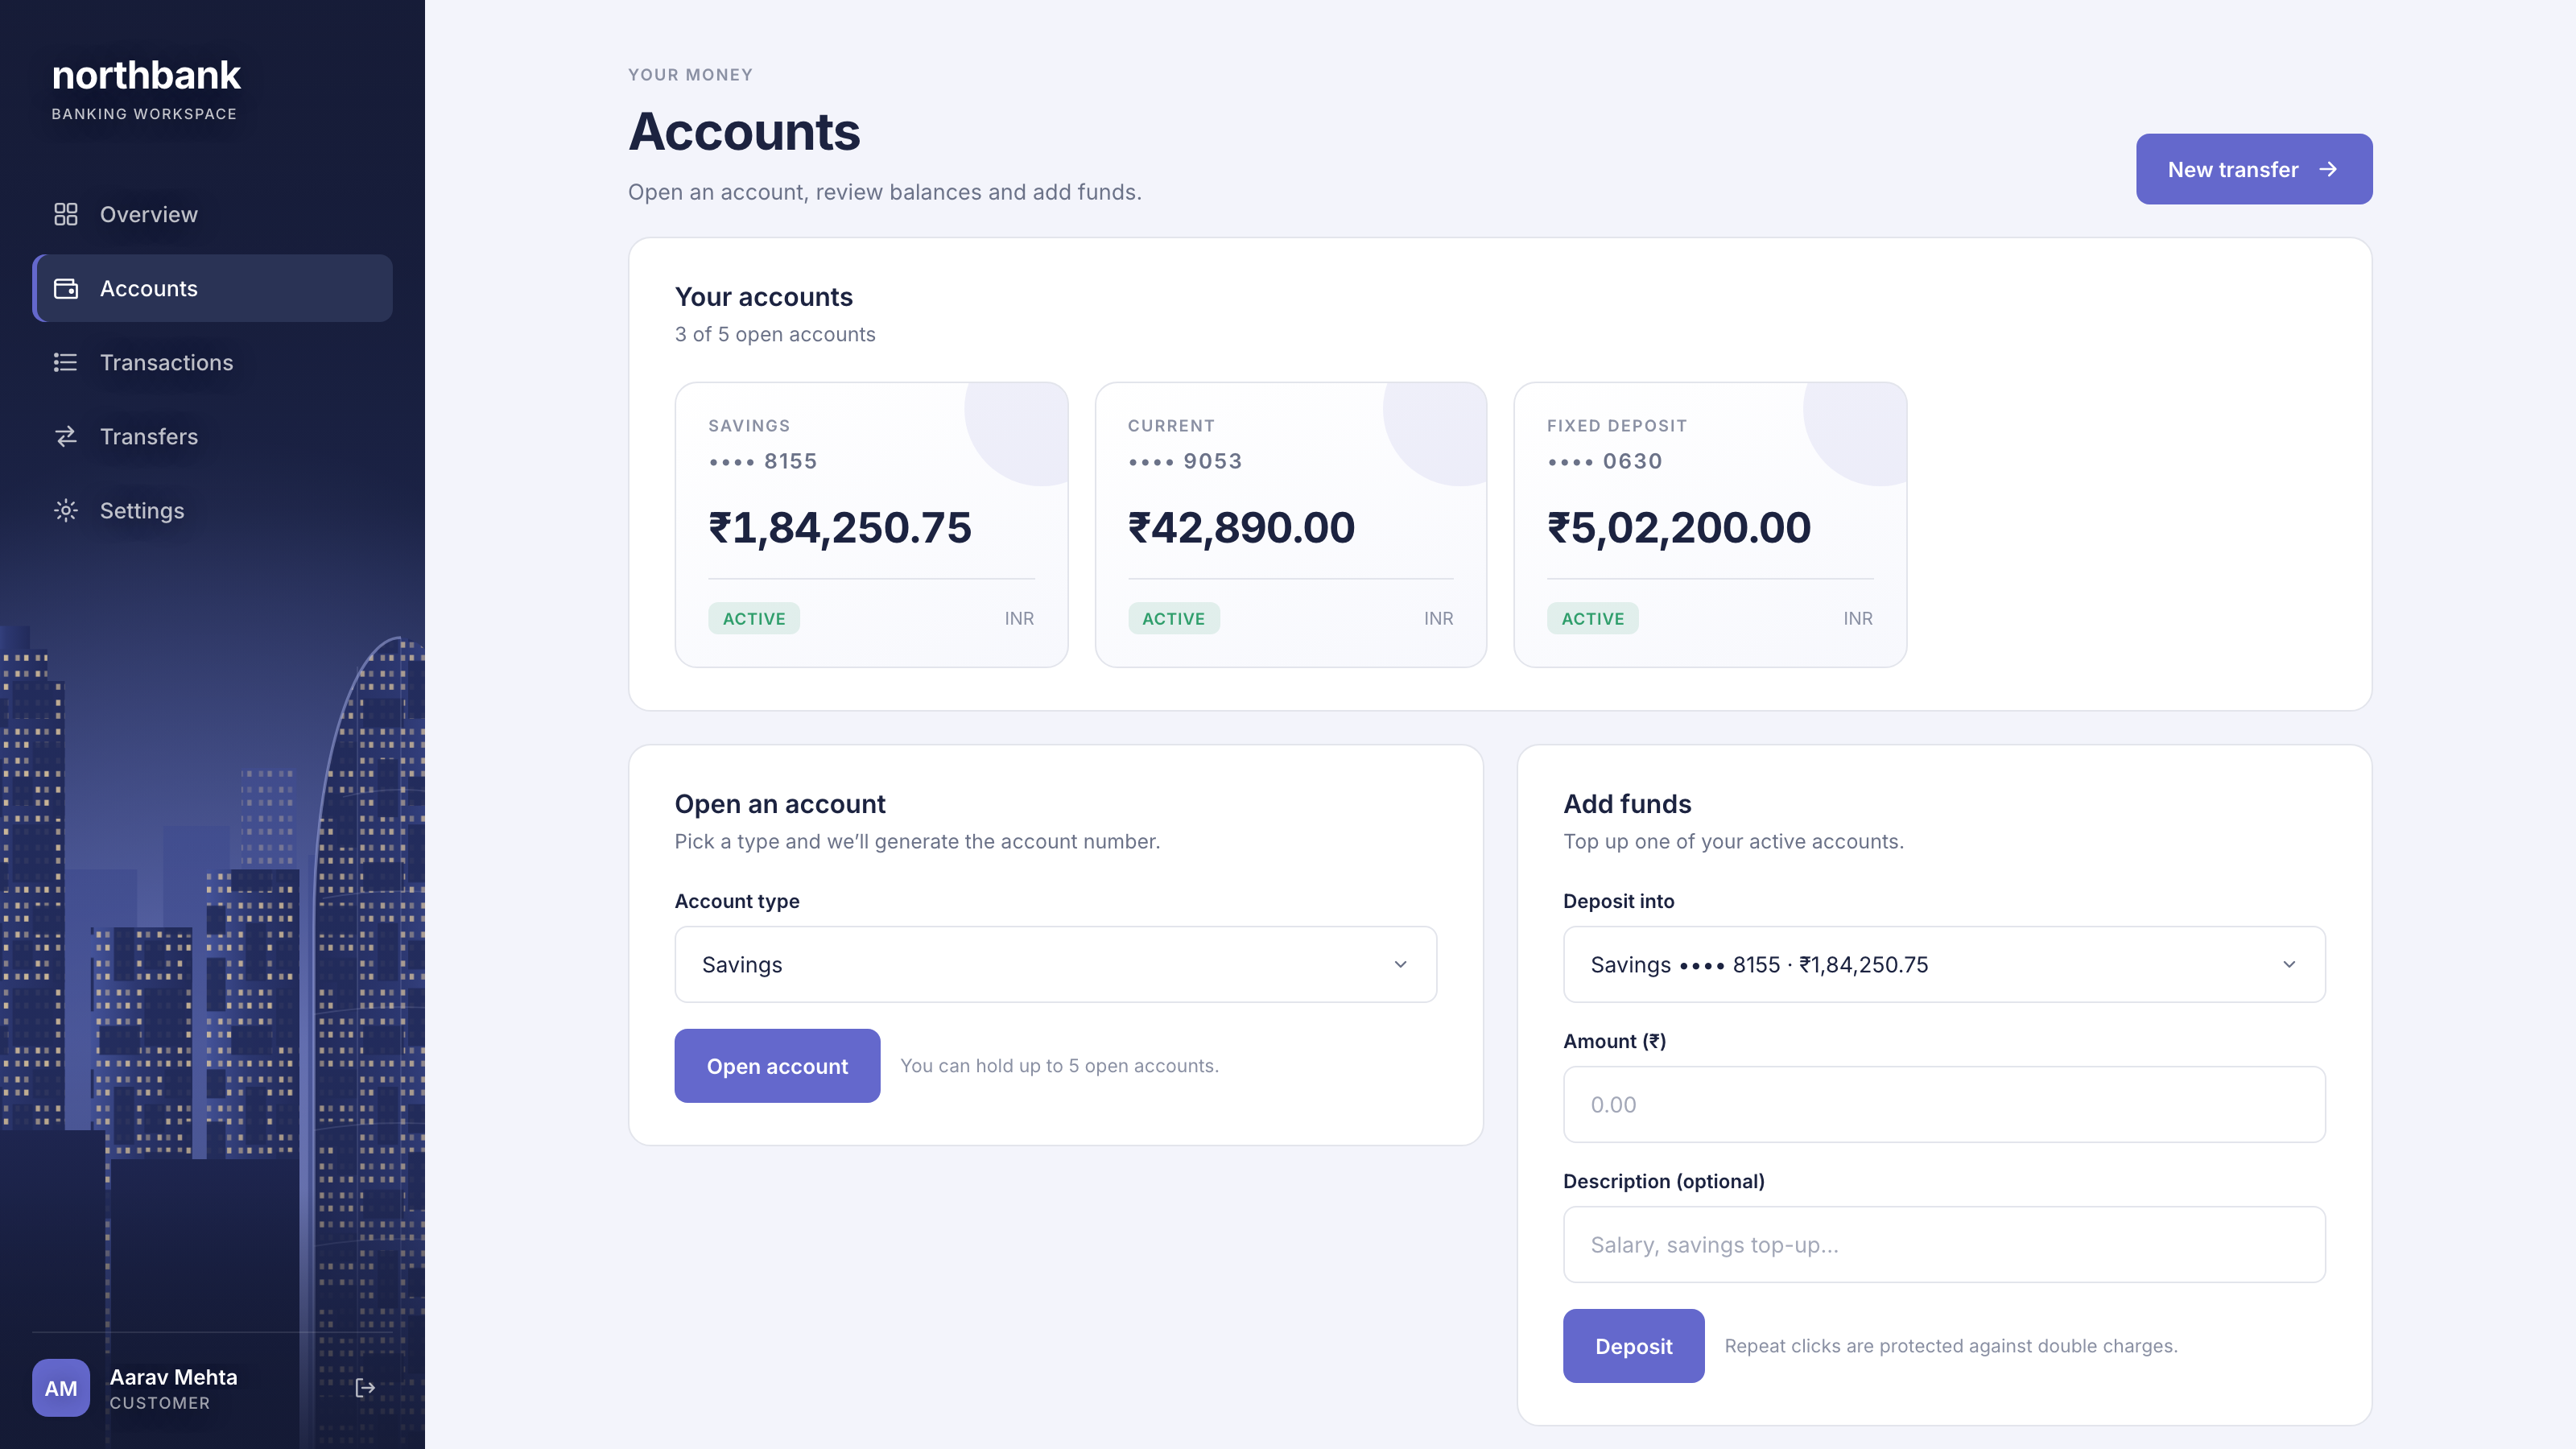 northbank
BANKING WORKSPACE
Overview
Accounts
Transactions
Transfers
Settings
AM
Aarav Mehta
CUSTOMER
YOUR MONEY
Accounts
Open an account, review balances and add funds.
New transfer →
Your accounts
3 of 5 open accounts
SAVINGS
•••• 8155
₹1,84,250.75
ACTIVE INR
CURRENT
•••• 9053
₹42,890.00
ACTIVE INR
FIXED DEPOSIT
•••• 0630
₹5,02,200.00
ACTIVE INR
Open an account
Pick a type and we’ll generate the account number.
Account type
Savings
Open account You can hold up to 5 open accounts.
Add funds
Top up one of your active accounts.
Deposit into
Savings •••• 8155 · ₹1,84,250.75
Amount (₹)
0.00
Description (optional)
Salary, savings top-up...
Deposit Repeat clicks are protected against double charges.